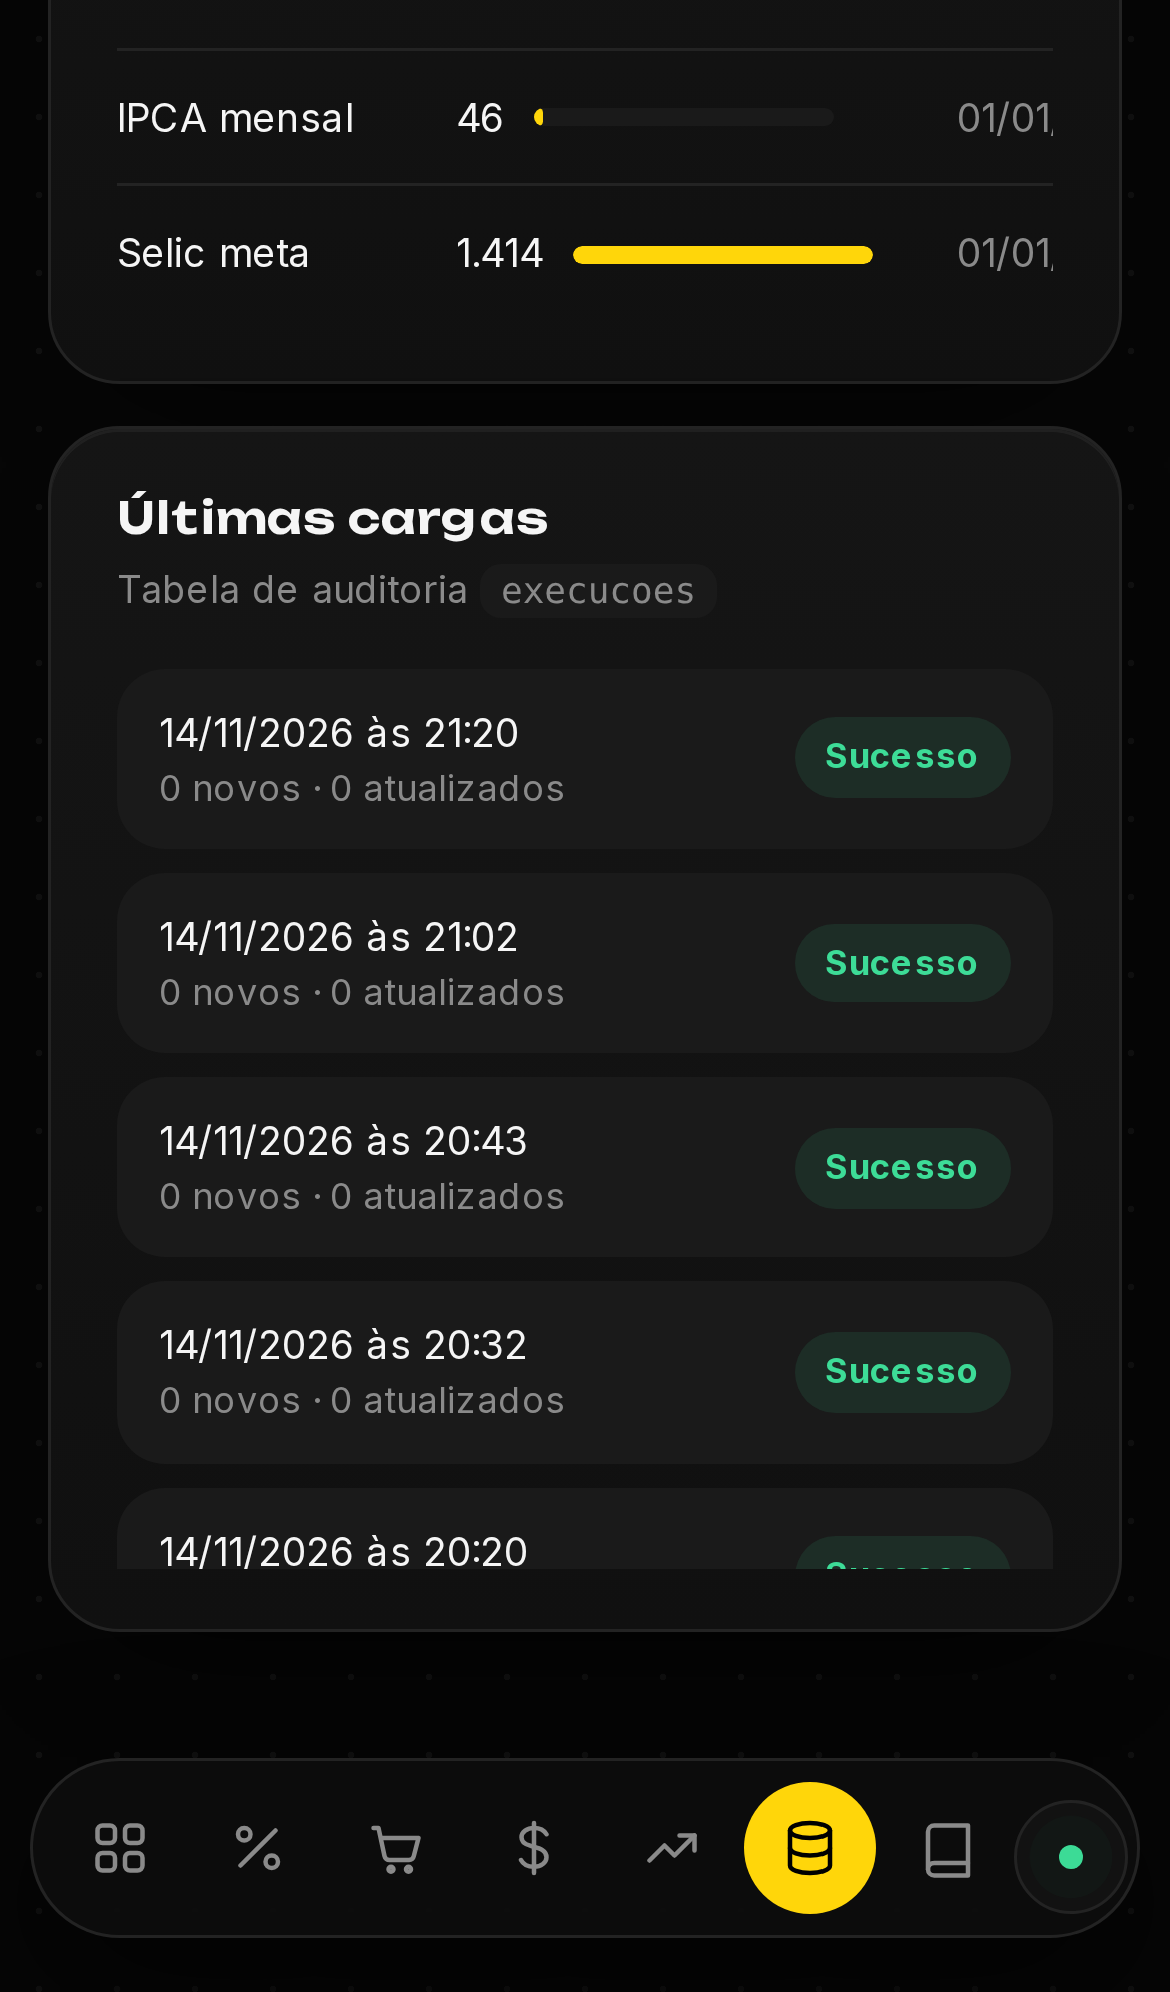 IPCA mensal 46 01/01/
Selic meta 1.414 01/01/
Últimas cargas
Tabela de auditoria execucoes
14/11/2026 às 21:20
Sucesso
0 novos · 0 atualizados
14/11/2026 às 21:02
Sucesso
0 novos · 0 atualizados
14/11/2026 às 20:43
Sucesso
0 novos · 0 atualizados
14/11/2026 às 20:32
Sucesso
0 novos · 0 atualizados
14/11/2026 às 20:20